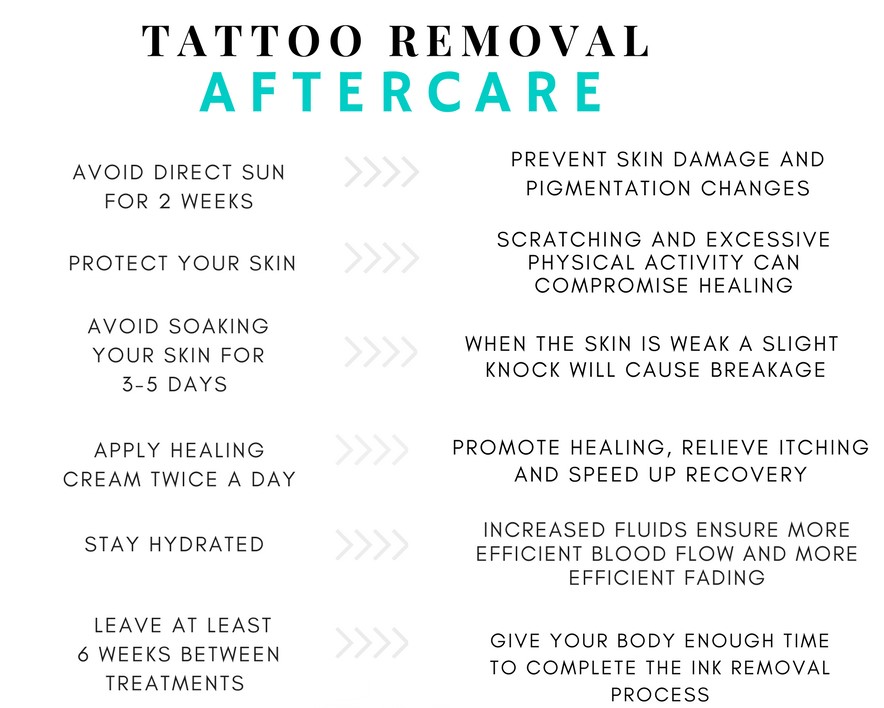 TATTOO REMOVAL
AFTERCARE
AVOID DIRECT SUN
FOR 2 WEEKS
PREVENT SKIN DAMAGE AND
PIGMENTATION CHANGES
PROTECT YOUR SKIN
SCRATCHING AND EXCESSIVE
PHYSICAL ACTIVITY CAN
COMPROMISE HEALING
AVOID SOAKING
YOUR SKIN FOR
3-5 DAYS
WHEN THE SKIN IS WEAK A SLIGHT
KNOCK WILL CAUSE BREAKAGE
APPLY HEALING
CREAM TWICE A DAY
PROMOTE HEALING, RELIEVE ITCHING
AND SPEED UP RECOVERY
STAY HYDRATED
INCREASED FLUIDS ENSURE MORE
EFFICIENT BLOOD FLOW AND MORE
EFFICIENT FADING
LEAVE AT LEAST
6 WEEKS BETWEEN
TREATMENTS
GIVE YOUR BODY ENOUGH TIME
TO COMPLETE THE INK REMOVAL
PROCESS